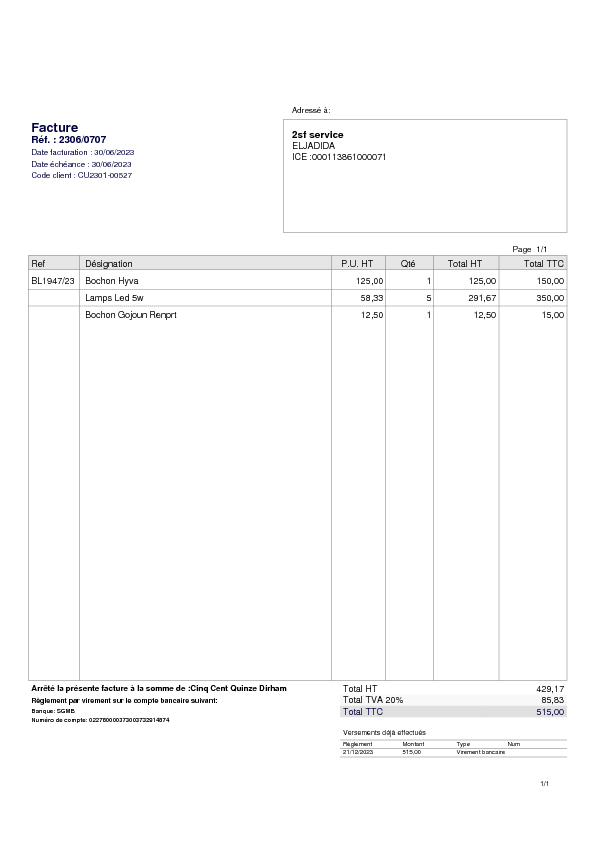 Adressé à:
Facture
Réf. : 2306/0707
Date facturation : 30/06/2023
Date échéance : 30/06/2023
Code client : CU2301-00527
2sf service
ELJADIDA
ICE :000113861000071
Page 1/1
Ref Désignation P.U. HT Qté Total HT Total TTC
BL1947/23 Bochon Hyva 125,00 1 125,00 150,00
Lamps Led 5w 58,33 5 291,67 350,00
Bochon Gojoun Renprt 12,50 1 12,50 15,00
Arrêté la présente facture à la somme de :Cinq Cent Quinze Dirham
Règlement par virement sur le compte bancaire suivant:
Banque: SGMB
Numéro de compte:
Total HT 429,17
Total TVA 20% 85,83
Total TTC 515,00
Versements déjà effectués
Règlement Montant Type Num
21/12/2023 515,00 Virement bancaire
1/1